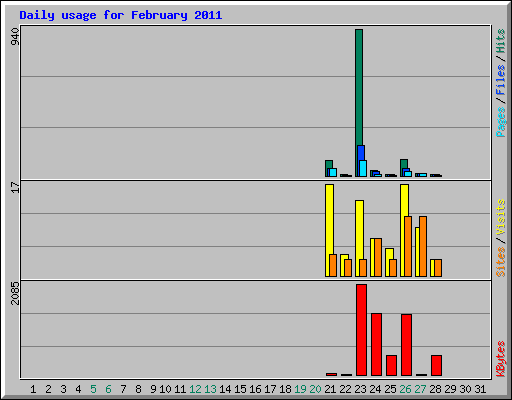 Daily usage for February 2011
940
Pages / Files / Hits
17
Sites / Visits
2085
KBytes
1 2 3 4 5 6 7 8 9 10 11 12 13 14 15 16 17 18 19 20 21 22 23 24 25 26 27 28 29 30 31